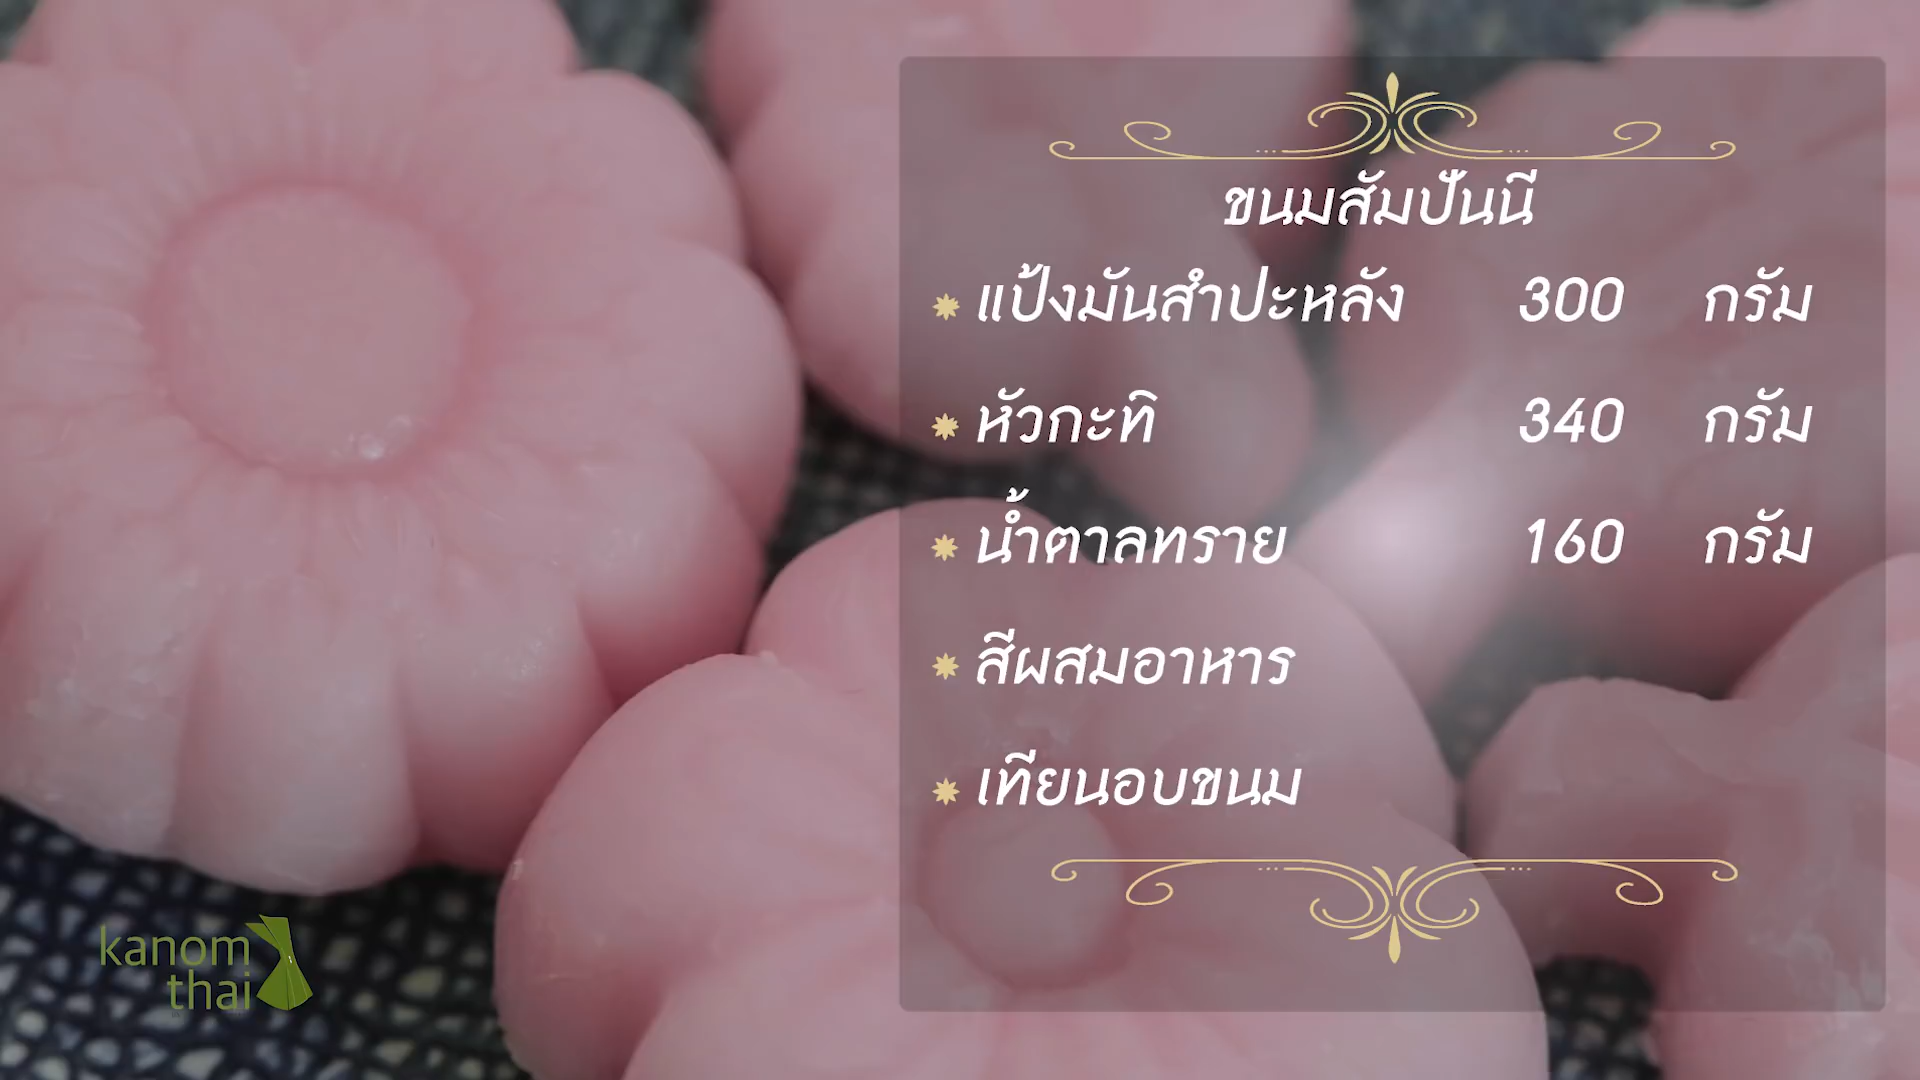 ขนมสัมปันนี
แป้งมันสำปะหลัง 300 กรัม
หัวกะทิ 340 กรัม
น้ำตาลทราย 160 กรัม
สีผสมอาหาร
เทียนอบขนม
kanom
thai